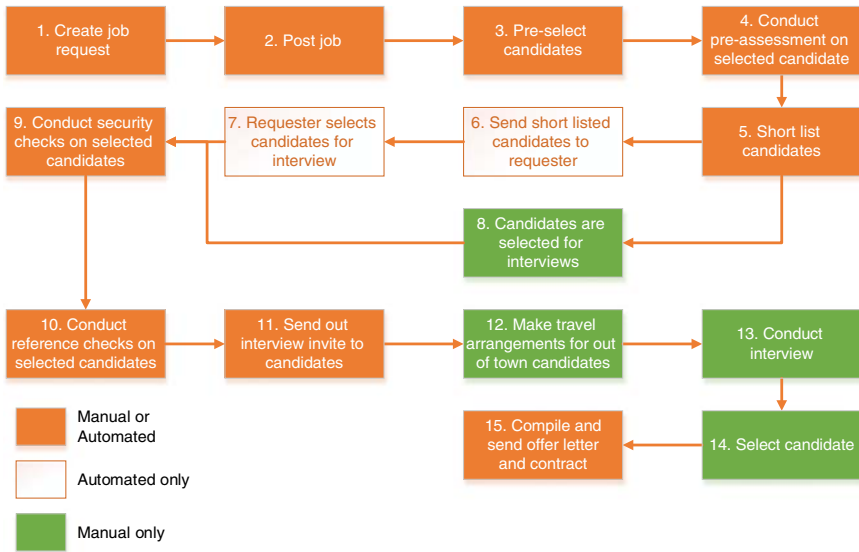 1. Create job
request
2. Post job
3. Pre-select
candidates
4. Conduct
pre-assessment on
selected candidate
9. Conduct security
checks on selected
candidates
7. Requester selects
candidates for
interview
6. Send short listed
candidates to
requester
5. Short list
candidates
8. Candidates are
selected for
interviews
10. Conduct
reference checks on
selected candidates
11. Send out
interview invite to
candidates
12. Make travel
arrangements for out
of town candidates
13. Conduct
interview
15. Compile and
send offer letter
and contract
14. Select candidate
Manual or
Automated
Automated only
Manual only